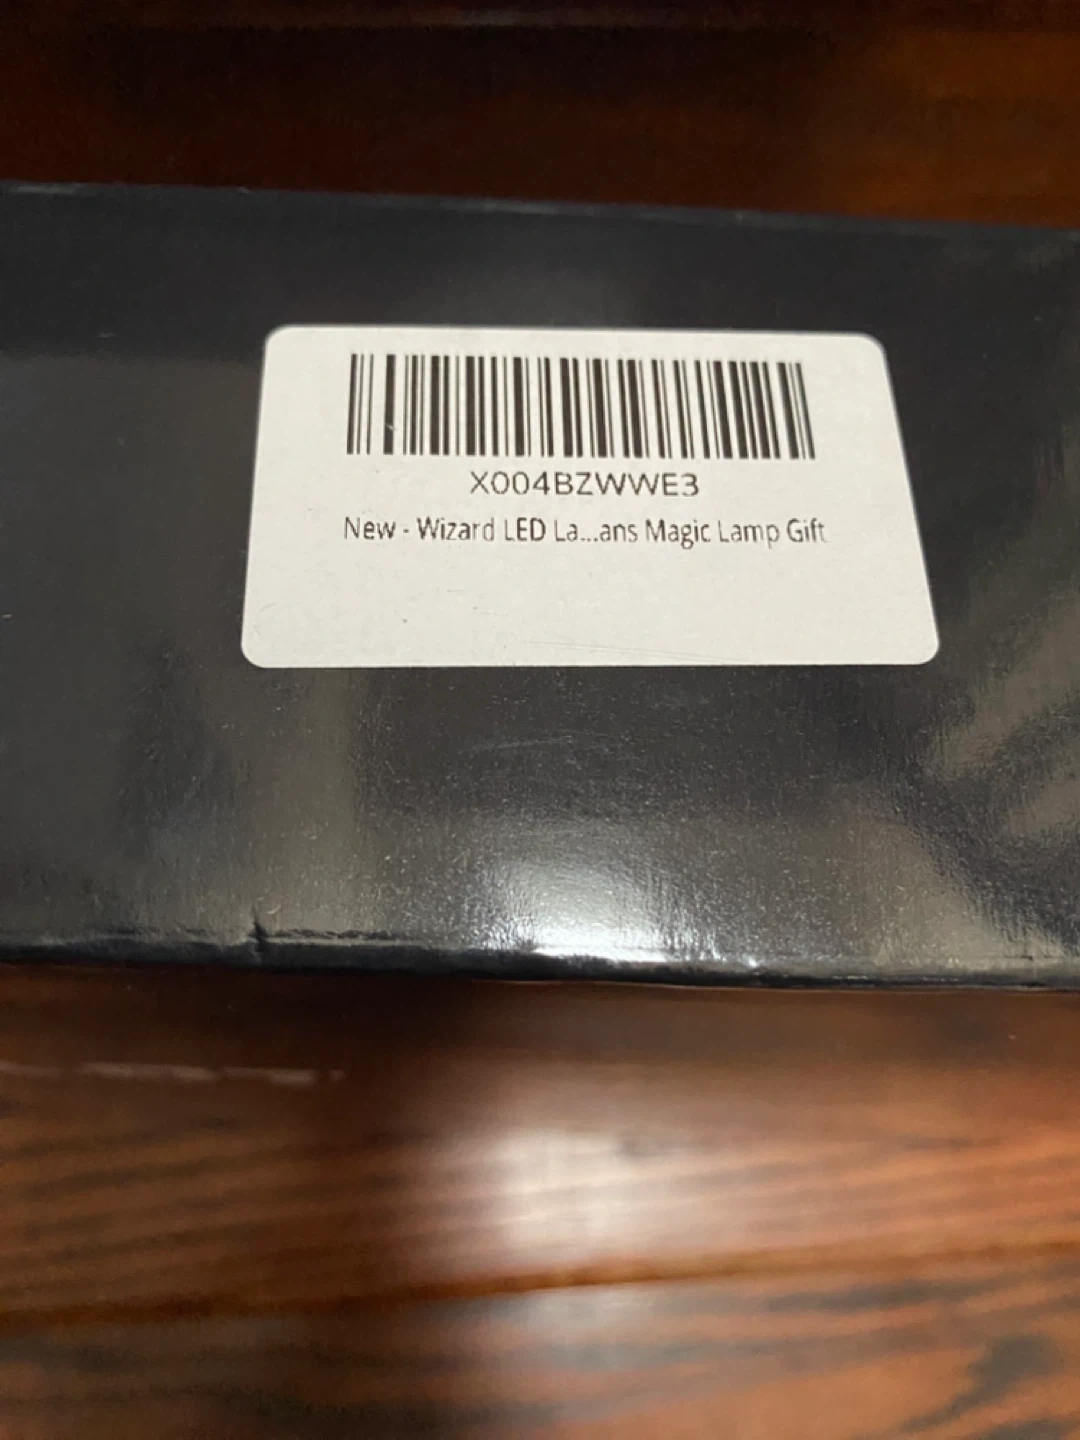 X004BZWWE3
New - Wizard LED La...ans Magic Lamp Gift